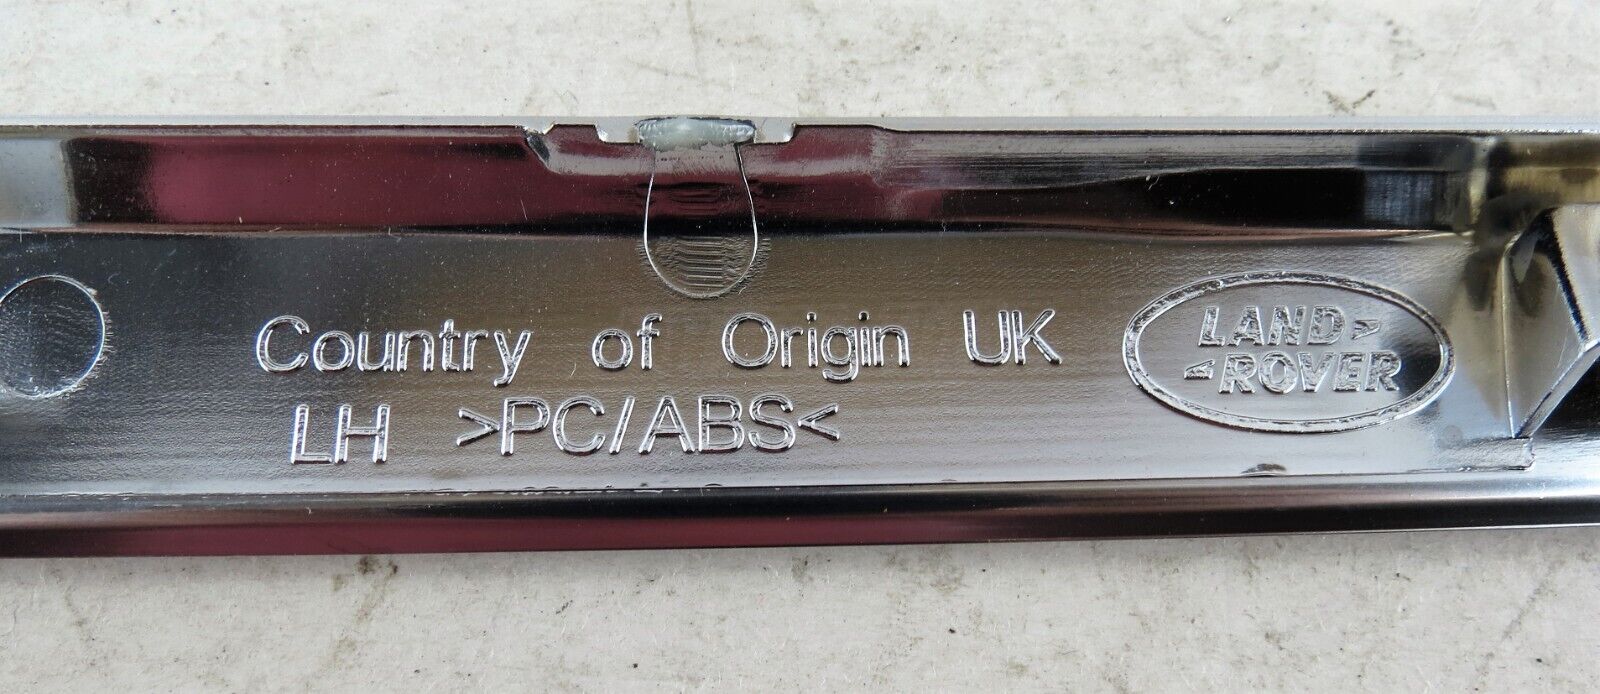 Country of Origin UK
LH >PC/ABS<
LAND
ROVER